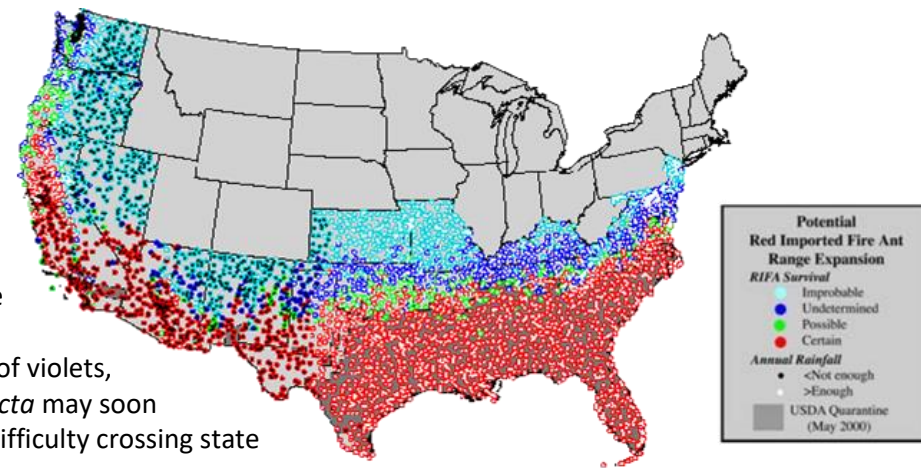 e
of violets,
cta may soon
ifficulty crossing state
Potential
Red Imported Fire Ant
Range Expansion
RIFA Survival
Improbable
Undetermined
Possible
Certain
Annual Rainfall
<Not enough
>Enough
USDA Quarantine
(May 2000)